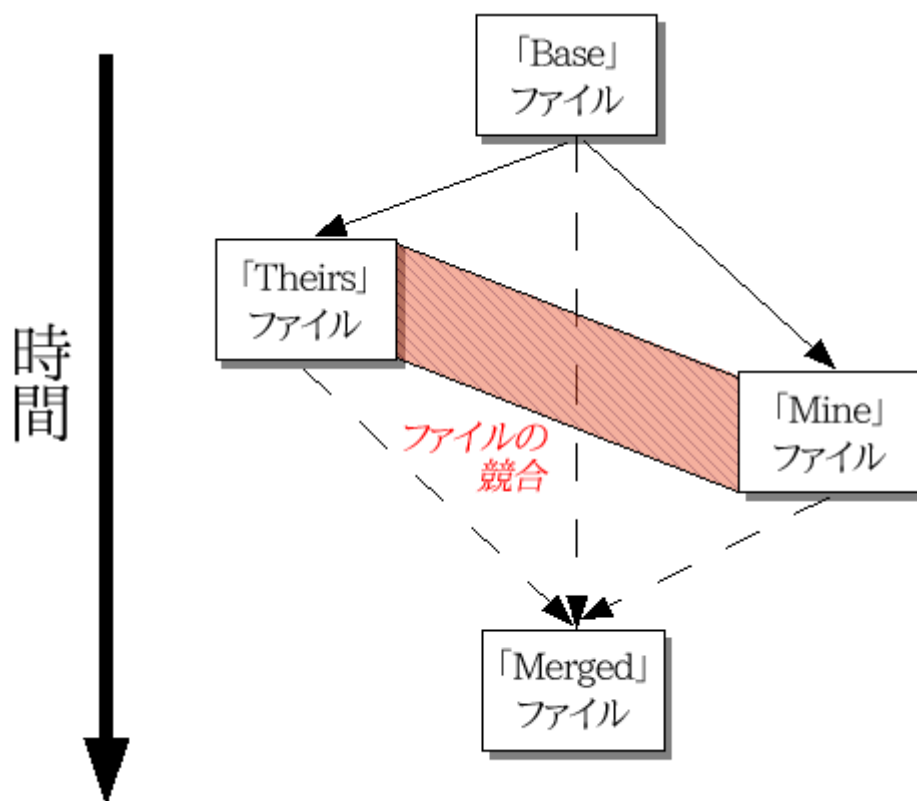 「Base」
ファイル
「Theirs」
ファイル
時間
「Mine」
ファイル
ファイルの
競合
「Merged」
ファイル